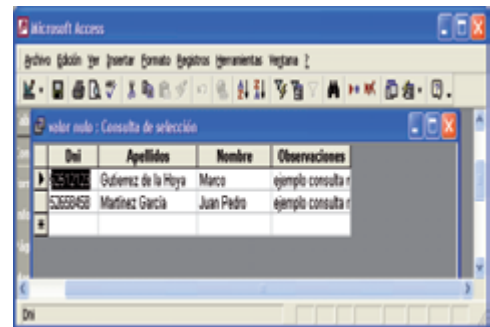 Microsoft Access
Archivo Edición Ver Insertar Formato Registros Herramientas Ventana ?
valor nulo : Consulta de selección
Dni Apellidos Nombre Observaciones
Gutierrez de la Hoya Marco ejemplo consulta r
52658458 Martinez Garcia Juan Pedro ejemplo consulta r
Dni